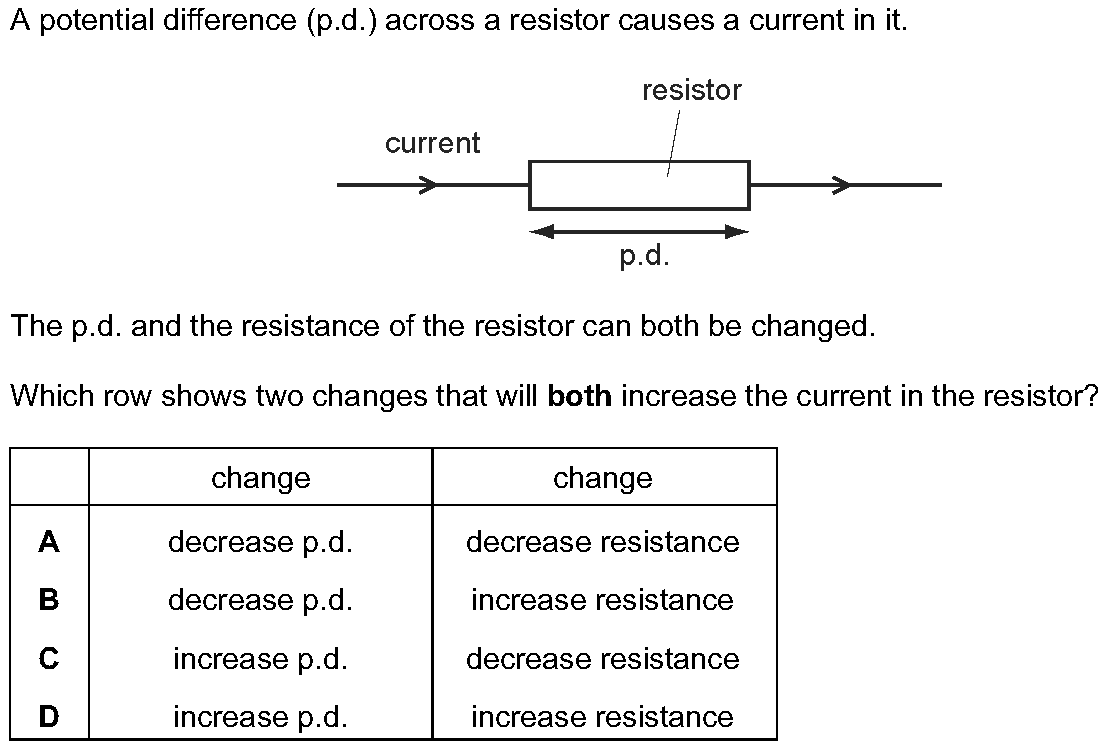 A potential difference (p.d.) across a resistor causes a current in it.
resistor
current
p.d.
The p.d. and the resistance of the resistor can both be changed.
Which row shows two changes that will both increase the current in the resistor?
change change
A decrease p.d. decrease resistance
B decrease p.d. increase resistance
C increase p.d. decrease resistance
D increase p.d. increase resistance